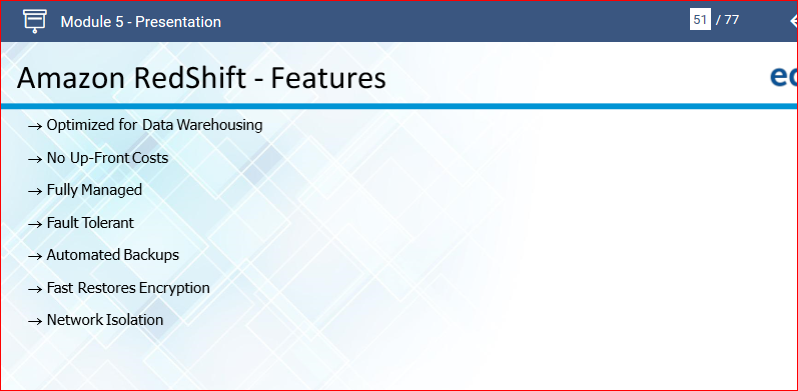 Module 5 - Presentation
51 / 77
Amazon RedShift - Features
→ Optimized for Data Warehousing
→ No Up-Front Costs
→ Fully Managed
→ Fault Tolerant
→ Automated Backups
→ Fast Restores Encryption
→ Network Isolation